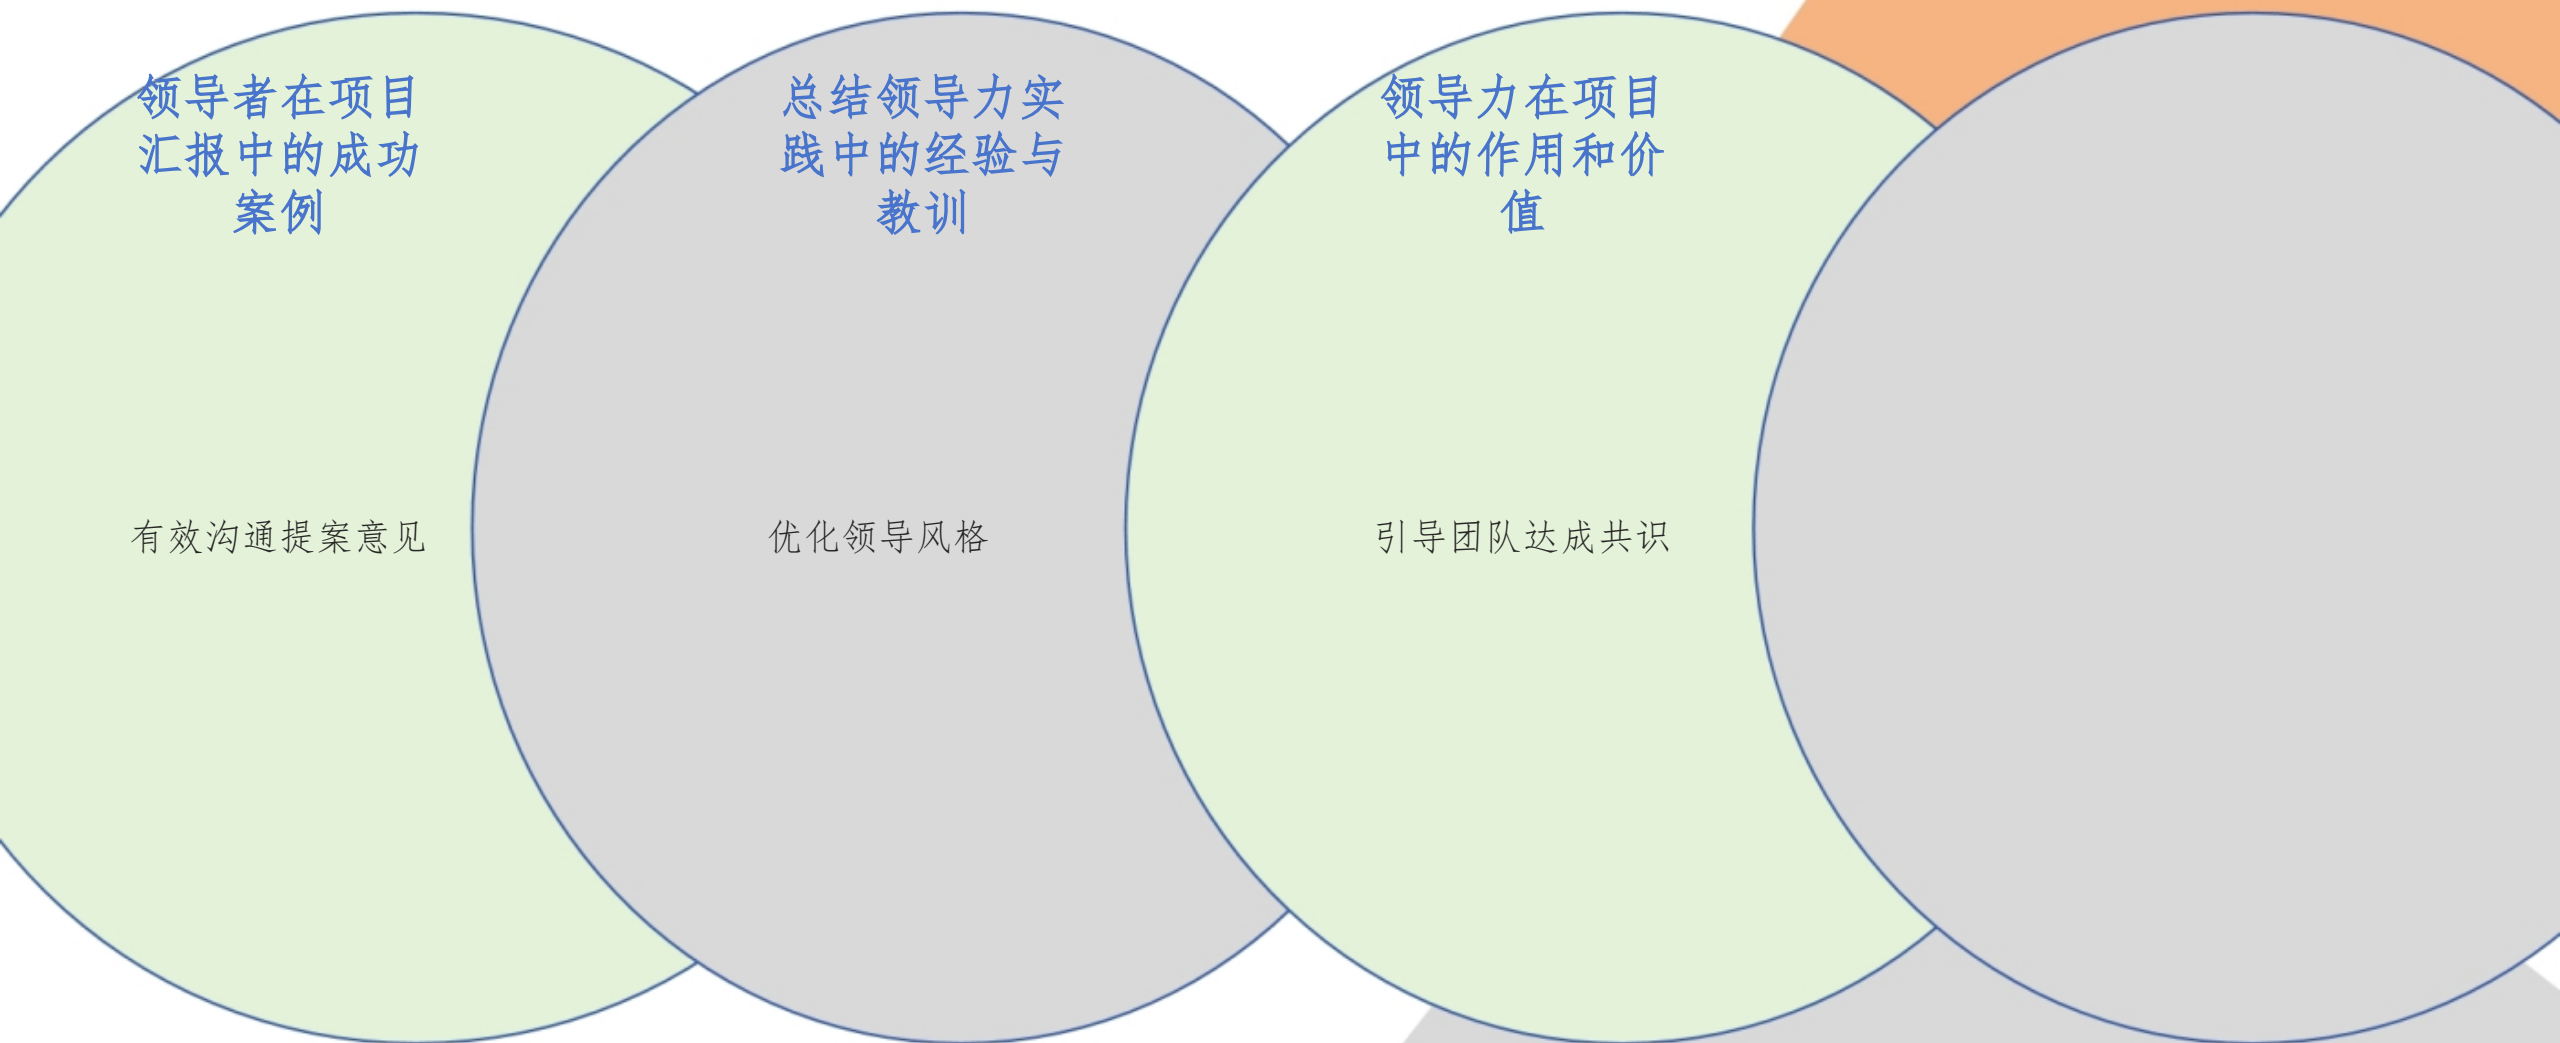 领导者在项目
汇报中的成功
案例
有效沟通提案意见
总结领导力实
践中的经验与
教训
优化领导风格
领导力在项目
中的作用和价
值
引导团队达成共识